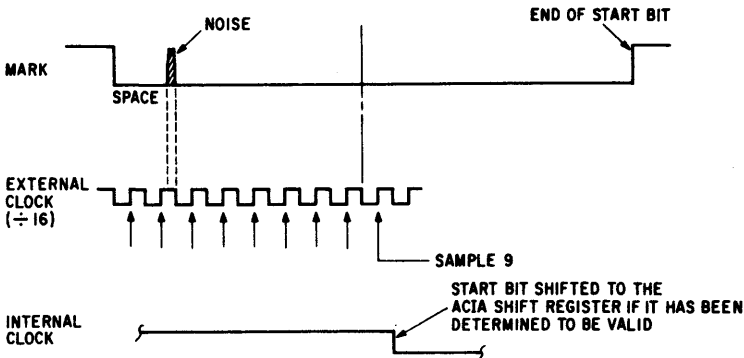 NOISE
END OF START BIT
MARK
SPACE
EXTERNAL
CLOCK
(÷16)
SAMPLE 9
START BIT SHIFTED TO THE
ACIA SHIFT REGISTER IF IT HAS BEEN
DETERMINED TO BE VALID
INTERNAL
CLOCK